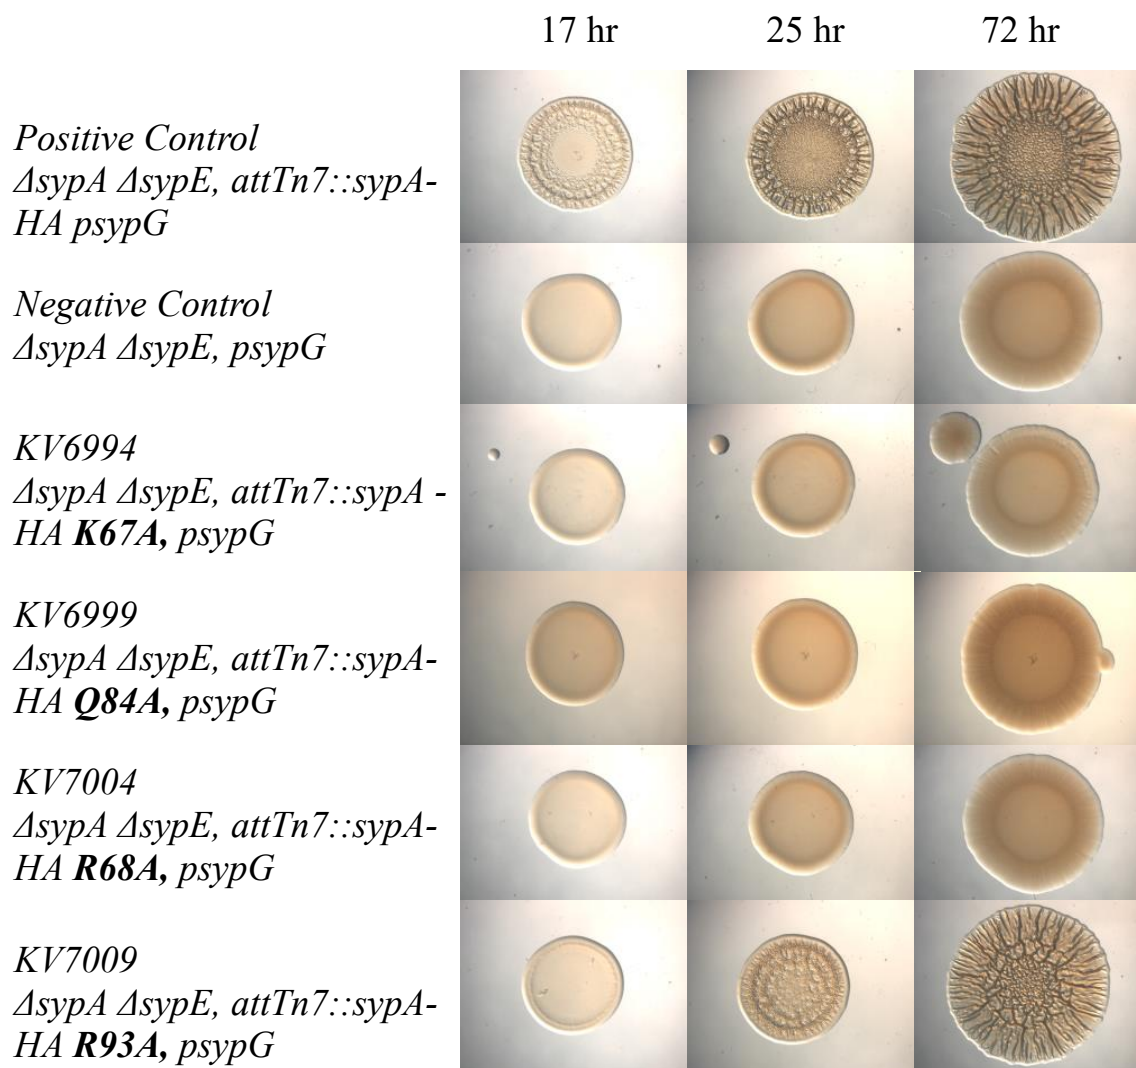 17 hr 25 hr 72 hr
Positive Control
ΔsypA ΔsypE, attTn7::sypA-
HA psypG
Negative Control
ΔsypA ΔsypE, psypG
KV6994
ΔsypA ΔsypE, attTn7::sypA -
HA K67A, psypG
KV6999
ΔsypA ΔsypE, attTn7::sypA-
HA Q84A, psypG
KV7004
ΔsypA ΔsypE, attTn7::sypA-
HA R68A, psypG
KV7009
ΔsypA ΔsypE, attTn7::sypA-
HA R93A, psypG